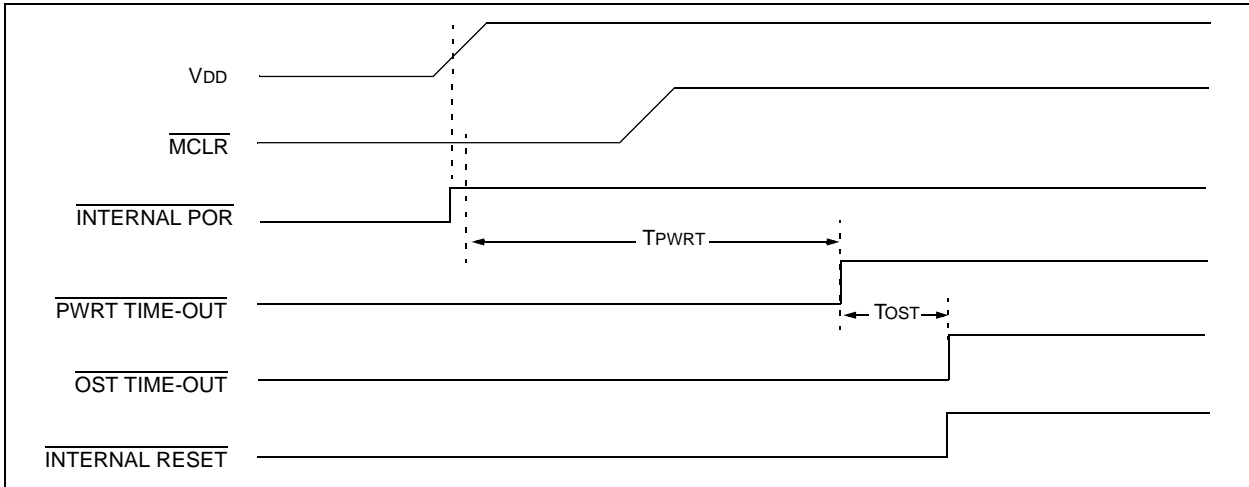 VDD
MCLR
INTERNAL POR
TPWRT
PWRT TIME-OUT
TOST
OST TIME-OUT
INTERNAL RESET